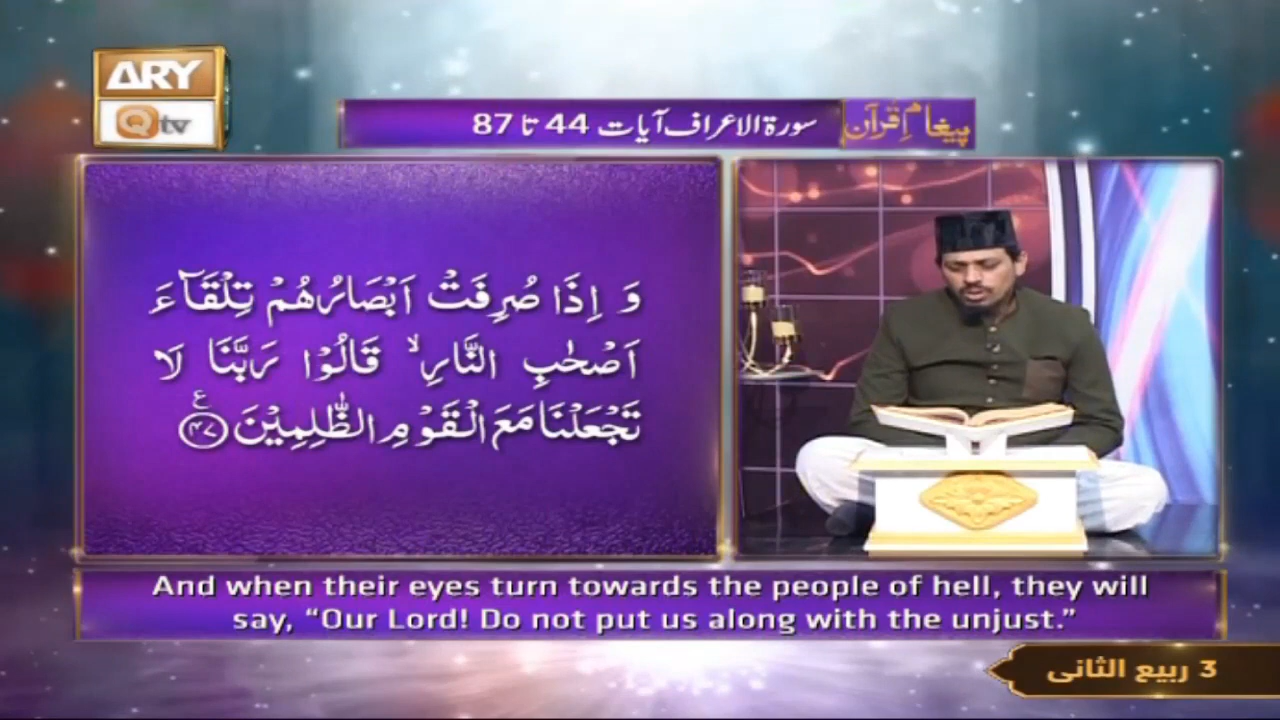 ARY
Qtv
پیغام قرآن
سورۃ الاعراف آیات 44 تا 87
وَ اِذَا صُرِفَتْ اَبْصَارُهُمْ تِلْقَآءَ
اَصْحٰبِ النَّارِ ۙ قَالُوْا رَبَّنَا لَا
تَجْعَلْنَا مَعَ الْقَوْمِ الظّٰلِمِيْنَ ﴿۴۷﴾ ع
And when their eyes turn towards the people of hell, they will
say, “Our Lord! Do not put us along with the unjust.”
3 ربیع الثانی